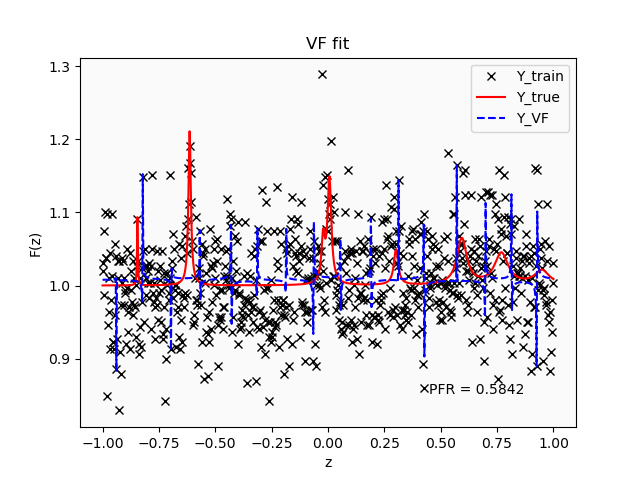 VF fit
Y_train
Y_true
Y_VF
1.3
1.2
1.1
1.0
0.9
F(z)
PFR = 0.5842
−1.00 −0.75 −0.50 −0.25 0.00 0.25 0.50 0.75 1.00
z